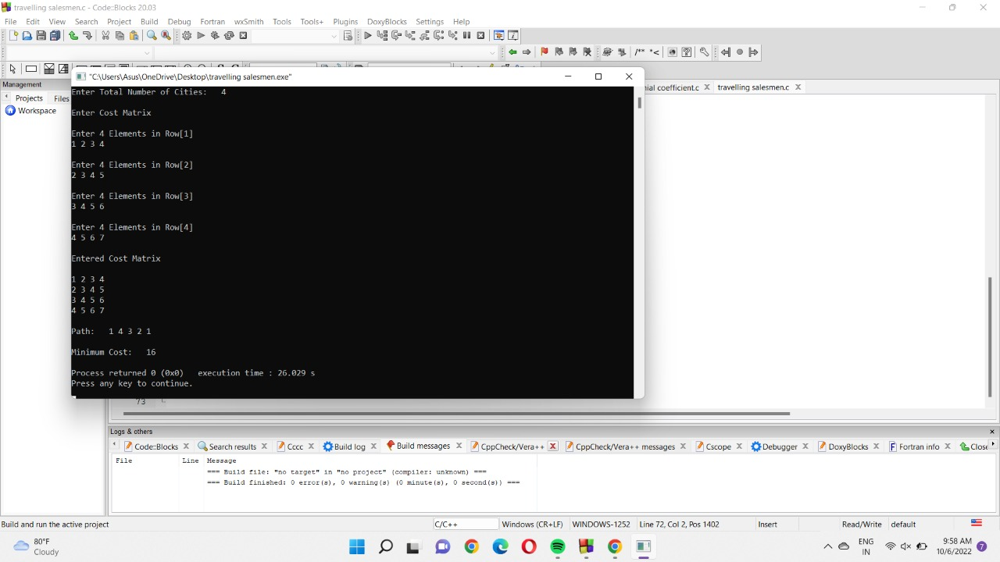 travelling salesmen.c - Code::Blocks 20.03
File Edit View Search Project Build Debug Fortran wxSmith Tools Tools+ Plugins DoxyBlocks Settings Help
/** *<
Management
"C:\Users\Asus\OneDrive\Desktop\travelling salesmen.exe"
ial coefficient.c travelling salesmen.c
Projects Files
Workspace
Enter Total Number of Cities: 4
Enter Cost Matrix
Enter 4 Elements in Row[1]
1 2 3 4
Enter 4 Elements in Row[2]
2 3 4 5
Enter 4 Elements in Row[3]
3 4 5 6
Enter 4 Elements in Row[4]
4 5 6 7
Entered Cost Matrix
1 2 3 4
2 3 4 5
3 4 5 6
4 5 6 7
Path: 1 4 3 2 1
Minimum Cost: 16
Process returned 0 (0x0) execution time : 26.029 s
Press any key to continue.
73
Logs & others
Code::Blocks Search results Cccc Build log Build messages CppCheck/Vera++ CppCheck/Vera++ messages Cscope Debugger DoxyBlocks Fortran info Close
File Line Message
=== Build file: "no target" in "no project" (compiler: unknown) ===
=== Build finished: 0 error(s), 0 warning(s) (0 minute(s), 0 second(s)) ===
Build and run the active project C/C++ Windows (CR+LF) WINDOWS-1252 Line 72, Col 2, Pos 1402 Insert Read/Write default
80°F
Cloudy
ENG
IN
9:58 AM
10/6/2022
7